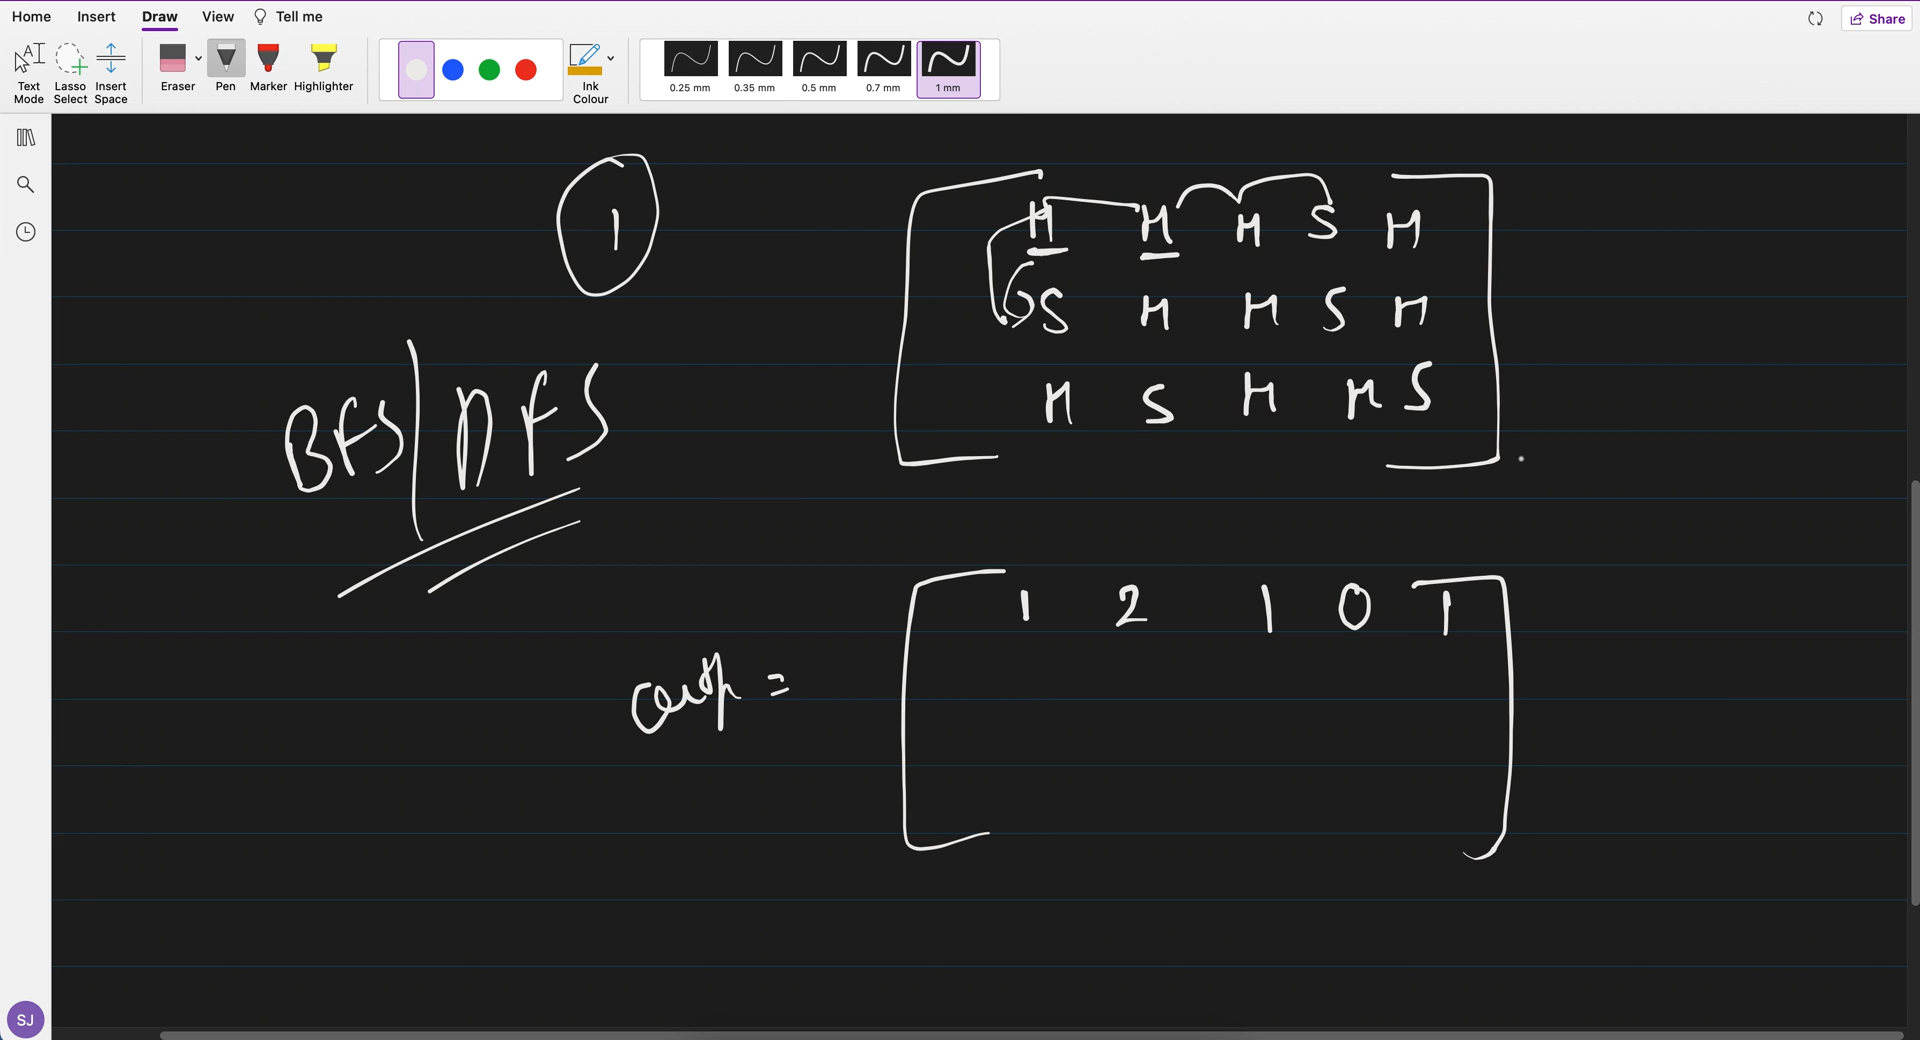 Home Insert Draw View Tell me Share
Text Mode
Lasso Select
Insert Space
Eraser
Pen
Marker
Highlighter
Ink Colour
0.25 mm
0.35 mm
0.5 mm
0.7 mm
1 mm
1
H H H S H
S H H S H
H S H H S
BFS | DFS
1 2 1 0 1
=
SJ